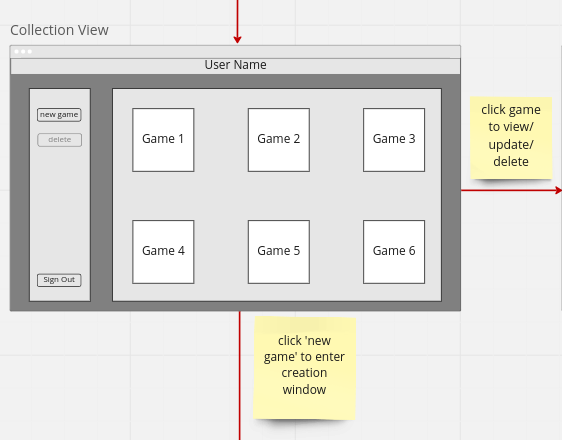 Collection View
User Name
new game
delete
Sign Out
Game 1
Game 2
Game 3
Game 4
Game 5
Game 6
click game
to view/
update/
delete
click 'new
game' to enter
creation
window